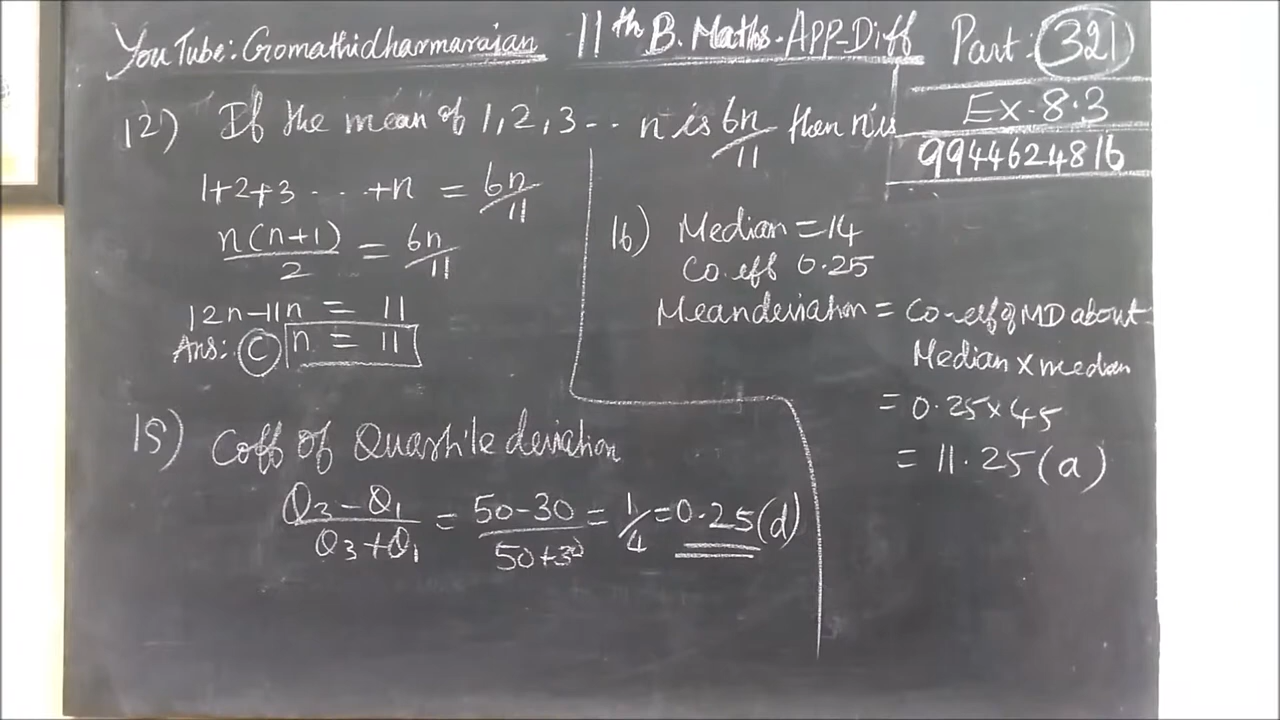 YouTube: Gomathidharmarajan 11th B. Maths. APP-Diff Part: 321
Ex-8.3
9944624816
12) If the mean of 1, 2, 3 ... n is 6n/11 then n is
1+2+3 ... +n = 6n/11
n(n+1)/2 = 6n/11
12n-11n = 11
Ans: (C) n = 11
15) Coff of Quartile deviation
Q3-Q1/Q3+Q1 = 50-30/50+30 = 1/4 = 0.25 (d)
16) Median = 14
Co.eff 0.25
Meandeviation = Co-eff of MD about
Median x median
= 0.25x45
= 11.25 (a)